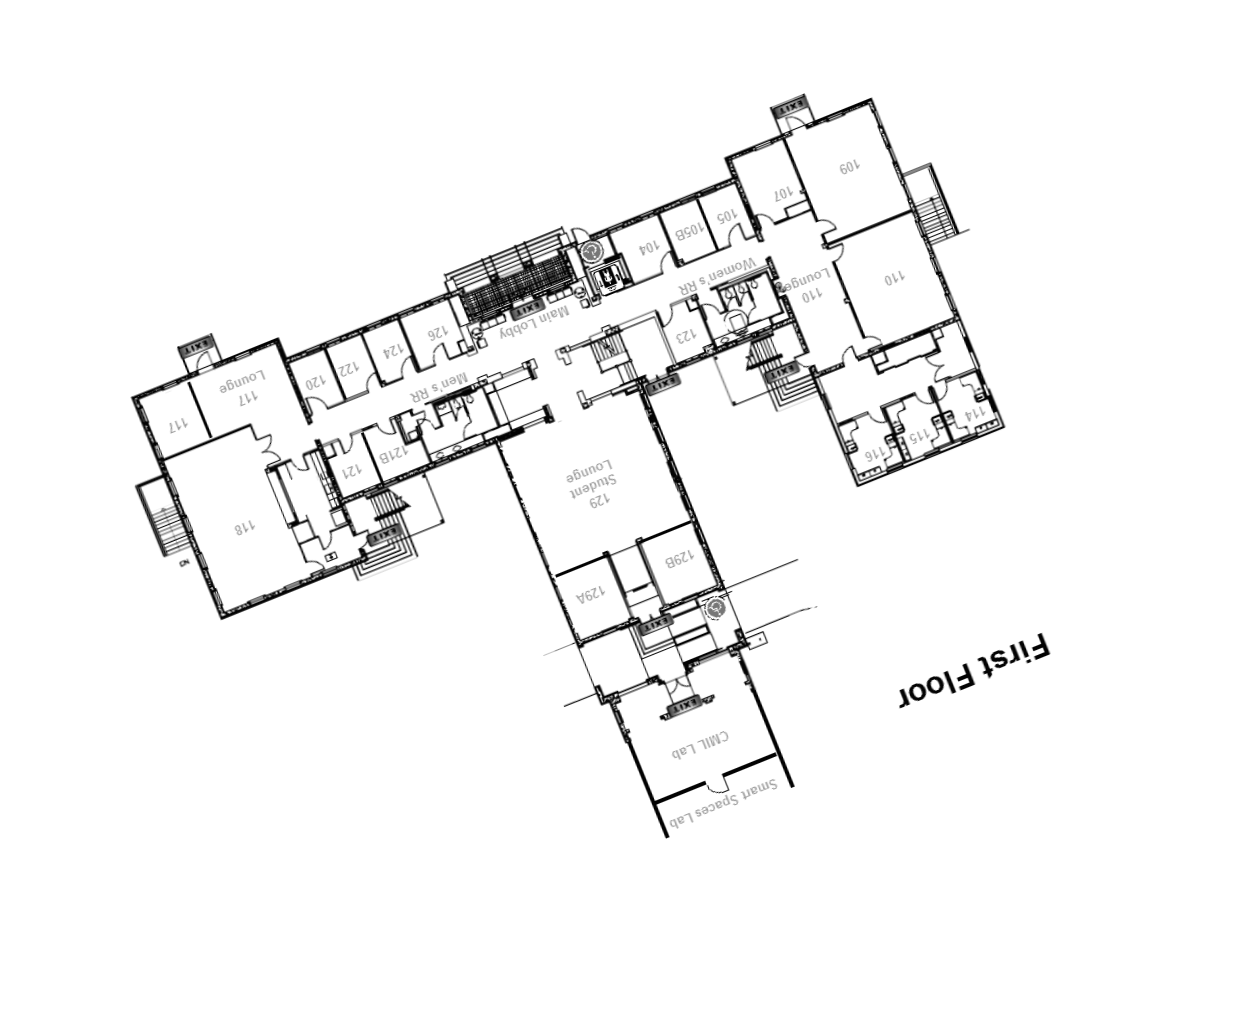 First Floor
Smart Spaces Lab
CMIL Lab
EXIT
EXIT
129A
129B
129
Student
Lounge
114
115
116
EXIT
EXIT
EXIT
110
110
Lounge
109
107
EXIT
105
105B
104
Women's RR
123
Main Lobby
EXIT
126
124
122
120
Men's RR
121B
121
EXIT
118
117
117
Lounge
EXIT